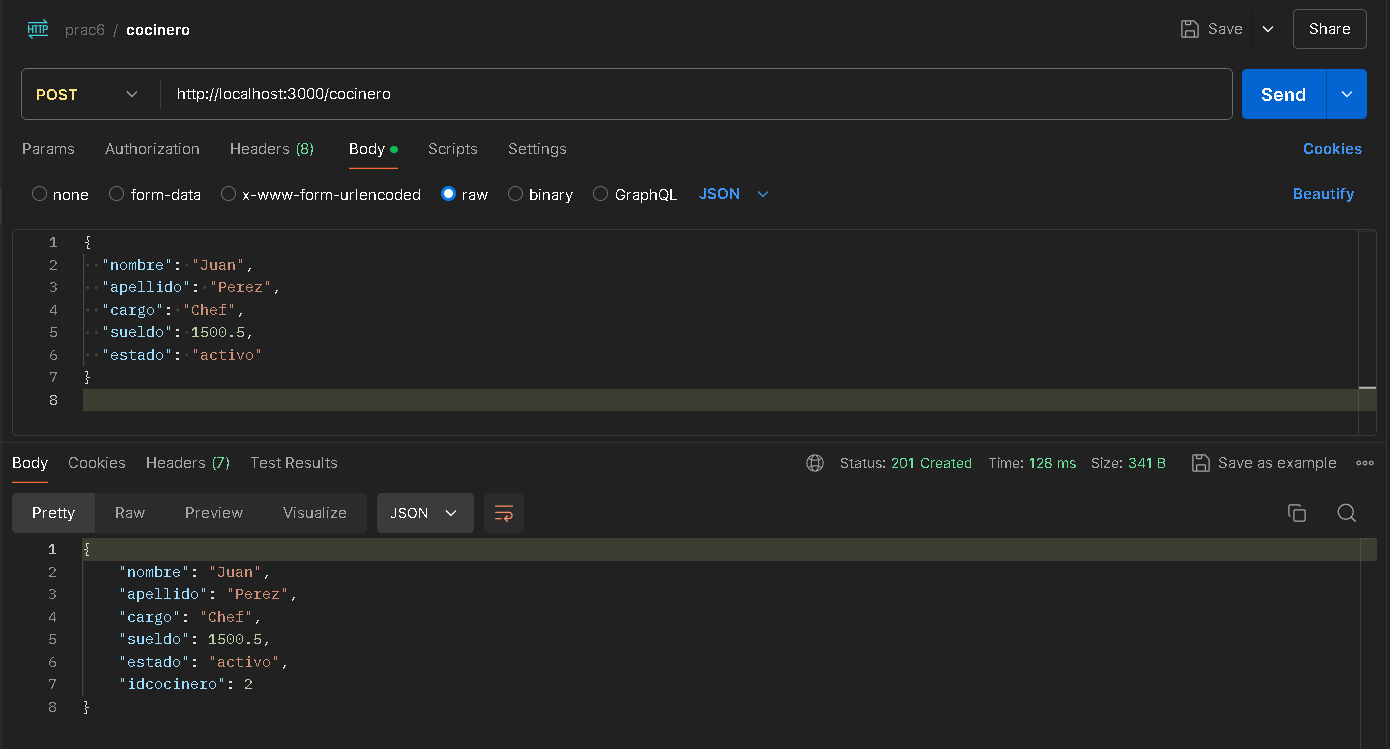 HTTP prac6 / cocinero Save Share
POST http://localhost:3000/cocinero Send
Params Authorization Headers (8) Body Scripts Settings Cookies
none form-data x-www-form-urlencoded raw binary GraphQL JSON Beautify
1 {
2 "nombre": "Juan",
3 "apellido": "Perez",
4 "cargo": "Chef",
5 "sueldo": 1500.5,
6 "estado": "activo"
7 }
8
Body Cookies Headers (7) Test Results Status: 201 Created Time: 128 ms Size: 341 B Save as example
Pretty Raw Preview Visualize JSON
1 {
2 "nombre": "Juan",
3 "apellido": "Perez",
4 "cargo": "Chef",
5 "sueldo": 1500.5,
6 "estado": "activo",
7 "idcocinero": 2
8 }